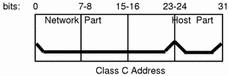 bits: 0 7-8 15-16 23-24 31
Network Part Host Part
Class C Address